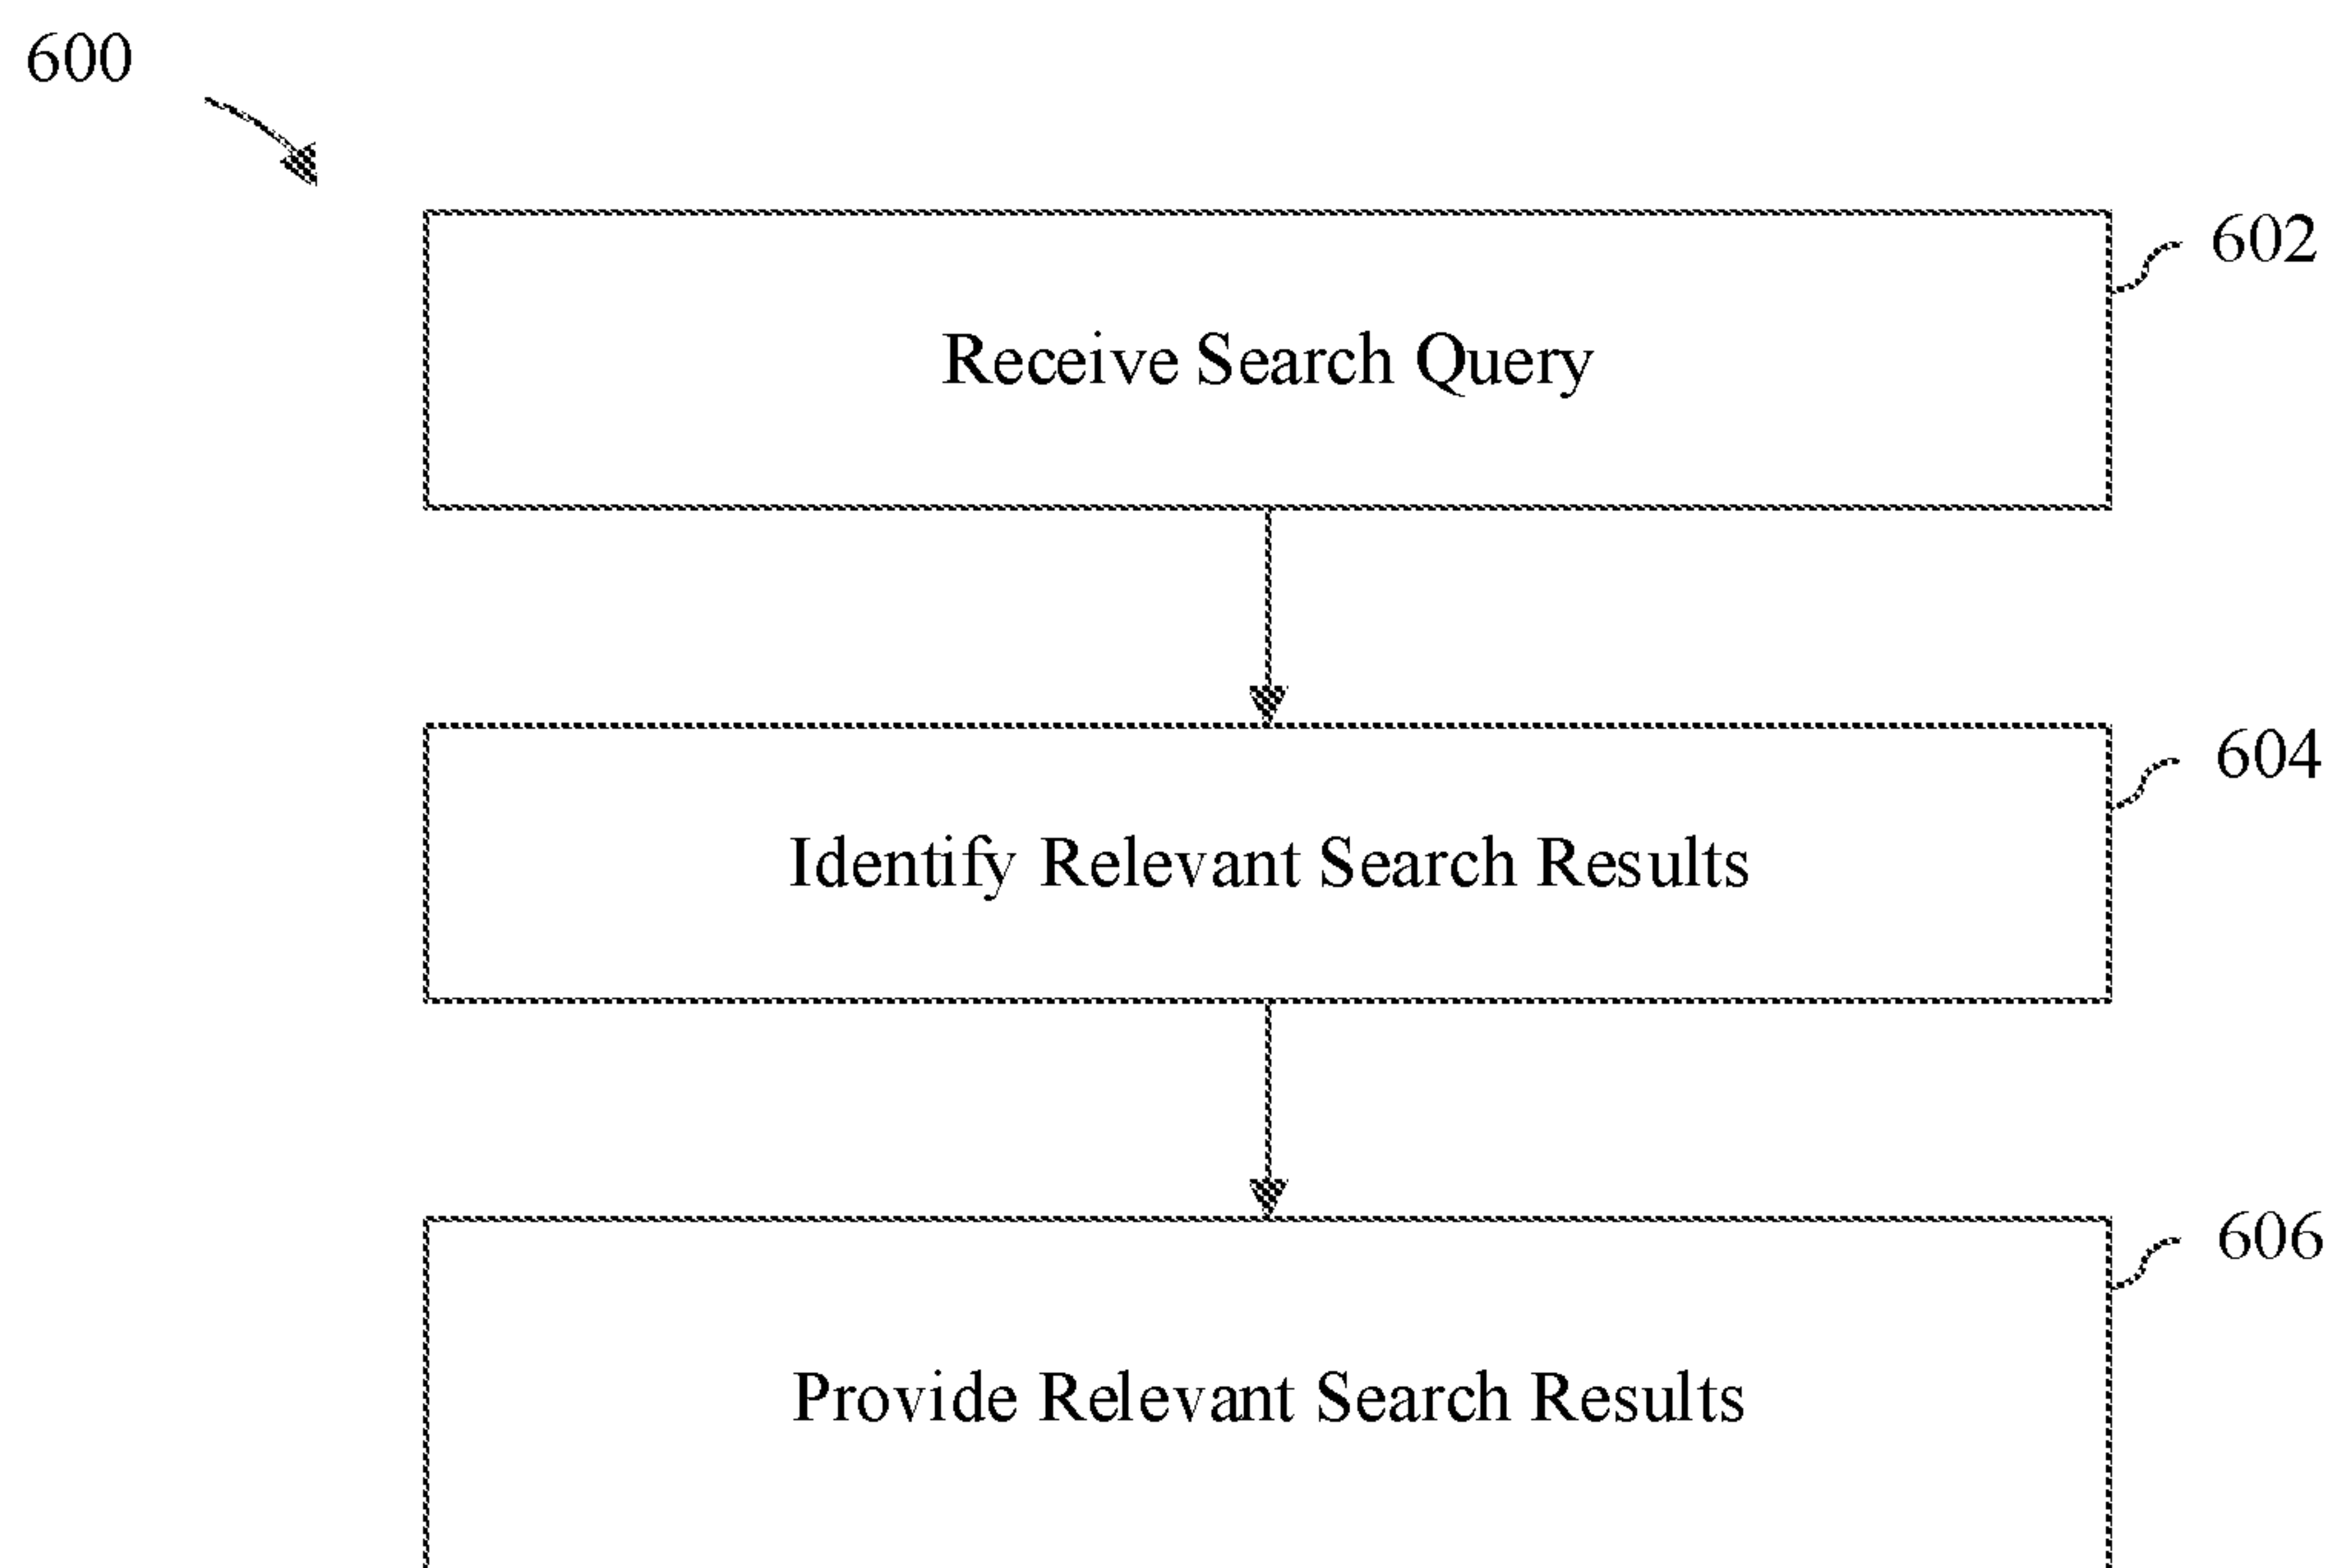 600
602
Receive Search Query
604
Identify Relevant Search Results
606
Provide Relevant Search Results